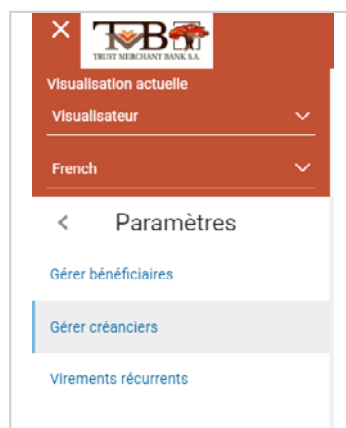 TMB
TRUST MERCHANT BANK S.A.
Visualisation actuelle
Visualisateur
French
Paramètres
Gérer bénéficiaires
Gérer créanciers
Virements récurrents